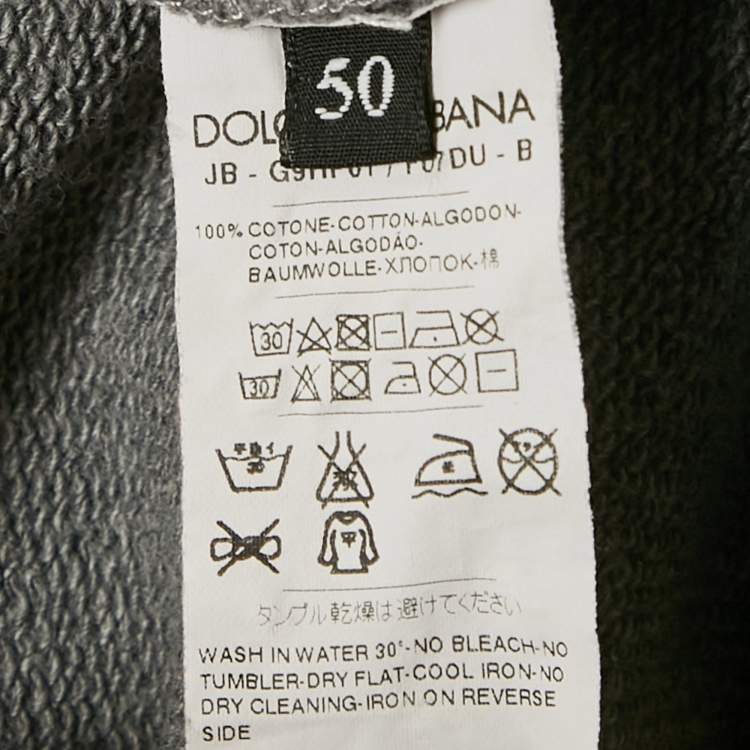 50
JB - / DU - B
100% COTONE-COTTON-ALGODON-
COTON-ALGODÃO-
BAUMWOLLE-ХЛОПОК-棉
30
30
平
タンブル乾燥は避けてください
WASH IN WATER 30°-NO BLEACH-NO
TUMBLER-DRY FLAT-COOL IRON-NO
DRY CLEANING-IRON ON REVERSE
SIDE